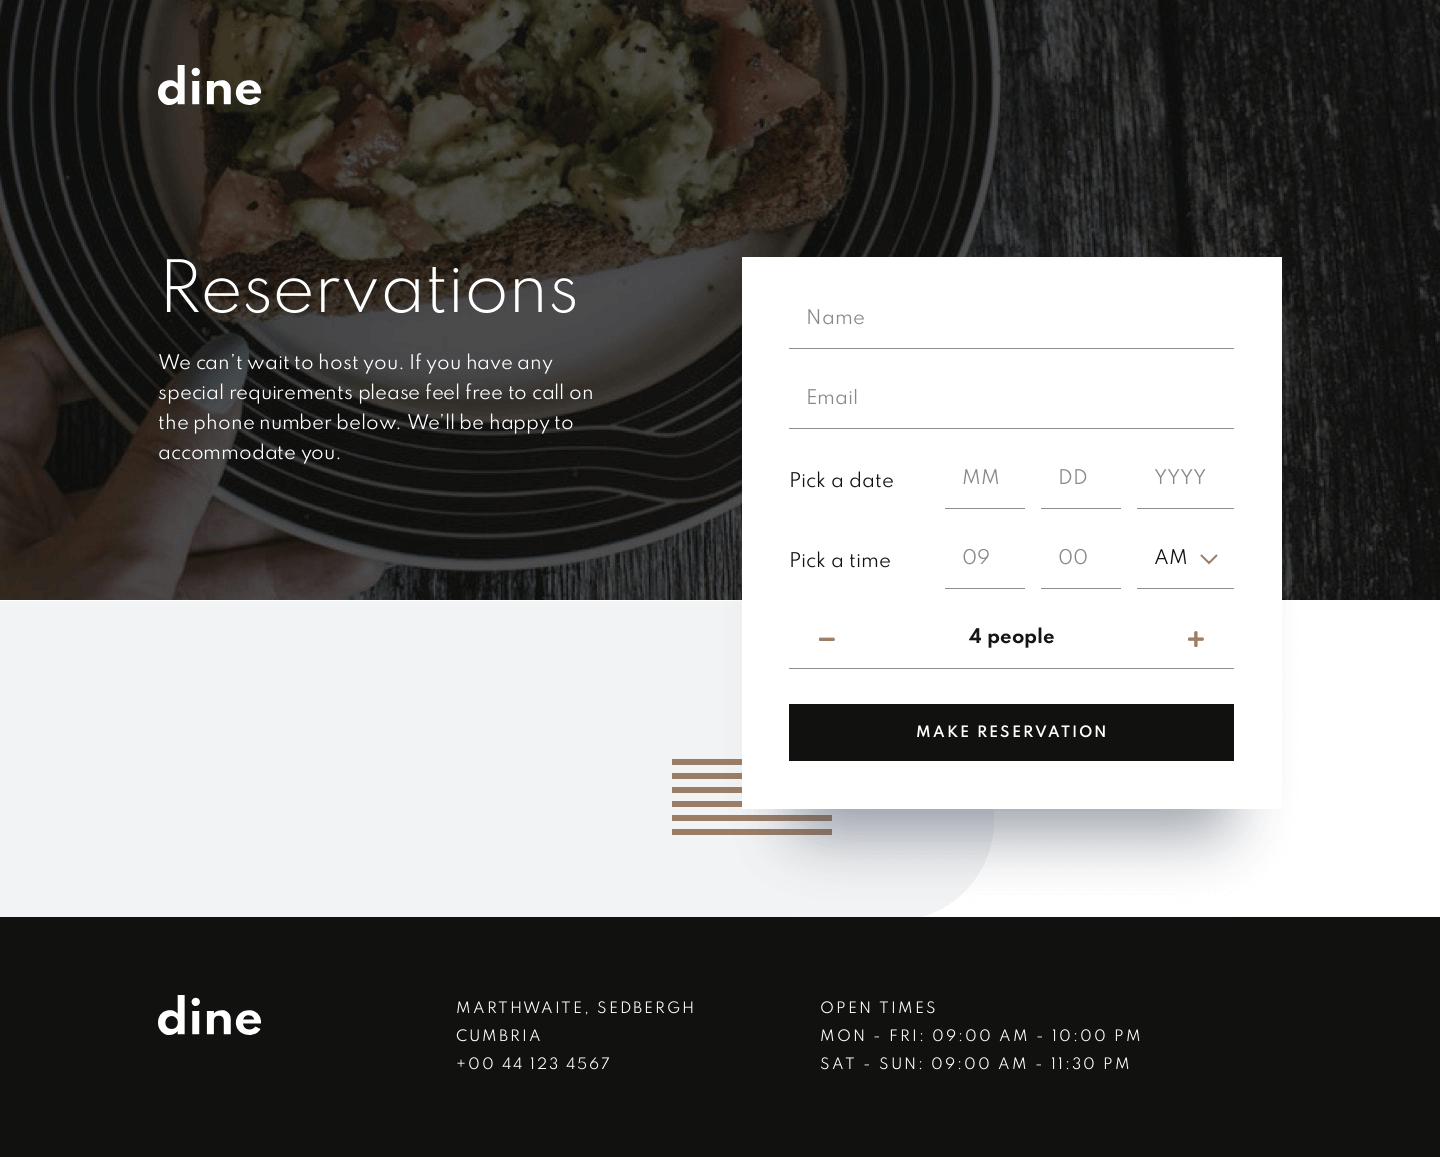 dine
Reservations
We can’t wait to host you. If you have any
special requirements please feel free to call on
the phone number below. We’ll be happy to
accommodate you.
Name
Email
Pick a date MM DD YYYY
Pick a time 09 00 AM
4 people
MAKE RESERVATION
dine
MARTHWAITE, SEDBERGH
CUMBRIA
+00 44 123 4567
OPEN TIMES
MON - FRI: 09:00 AM - 10:00 PM
SAT - SUN: 09:00 AM - 11:30 PM